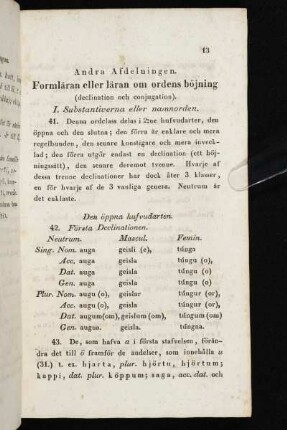 13
Andra Afdelningen.
Formläran eller läran om ordens böjning
(declination och conjugation).
I. Substantiverna eller namnorden.
41. Denna ordclass delas i 2ne hufvudarter, den
öppna och den slutna; den förra är enklare och mera
regelbunden, den senare konstigare och mera inveck-
lad; den förra utgör endast en declination (ett böj-
ningssätt), den senare deremot tvenne. Hvarje af
dessa trenne declinationer har dock åter 3 klasser,
en för hvarje af de 3 vanliga genera. Neutrum är
det enklaste.
Den öppna hufvudarten.
42. Första Declinationen.
Neutrum. Mascul. Femin.
Sing. Nom. auga geisli (e), túnga
Acc. auga geisla túngu (o)
Dat. auga geisla túngu (o)
Gen. auga geisla túngu (o)
Plur. Nom. augu (o), geislar túngur (or),
Acc. augu (o), geisla túngur (or),
Dat. augum (om), geislum (om) túngum (om),
Gen. augna. geisla. túngna.
43. De, som hafva a i första stafvelsen, förän-
dra det till ö framför de ändelser, som innehålla u
(31.) t. ex. hjarta, plur. hjörtu, hjörtum;
kappi, dat. plur. köppum; saga, acc. dat. och